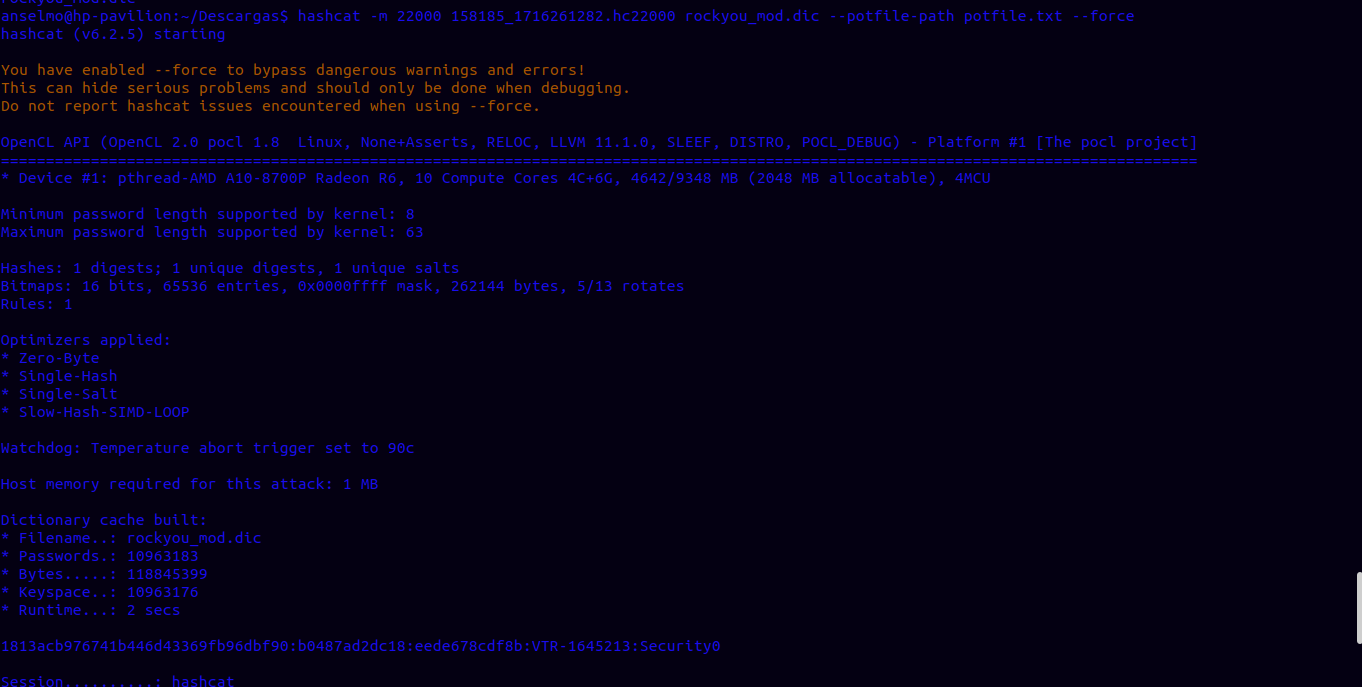 anselmo@hp-pavilion:~/Descargas$ hashcat -m 22000 158185_1716261282.hc22000 rockyou_mod.dic --potfile-path potfile.txt --force
hashcat (v6.2.5) starting
You have enabled --force to bypass dangerous warnings and errors!
This can hide serious problems and should only be done when debugging.
Do not report hashcat issues encountered when using --force.
OpenCL API (OpenCL 2.0 pocl 1.8  Linux, None+Asserts, RELOC, LLVM 11.1.0, SLEEF, DISTRO, POCL_DEBUG) - Platform #1 [The pocl project]
=====================================================================================================================================
* Device #1: pthread-AMD A10-8700P Radeon R6, 10 Compute Cores 4C+6G, 4642/9348 MB (2048 MB allocatable), 4MCU
Minimum password length supported by kernel: 8
Maximum password length supported by kernel: 63
Hashes: 1 digests; 1 unique digests, 1 unique salts
Bitmaps: 16 bits, 65536 entries, 0x0000ffff mask, 262144 bytes, 5/13 rotates
Rules: 1
Optimizers applied:
* Zero-Byte
* Single-Hash
* Single-Salt
* Slow-Hash-SIMD-LOOP
Watchdog: Temperature abort trigger set to 90c
Host memory required for this attack: 1 MB
Dictionary cache built:
* Filename..: rockyou_mod.dic
* Passwords.: 10963183
* Bytes.....: 118845399
* Keyspace..: 10963176
* Runtime...: 2 secs
1813acb976741b446d43369fb96dbf90:b0487ad2dc18:eede678cdf8b:VTR-1645213:Security0
Session..........: hashcat